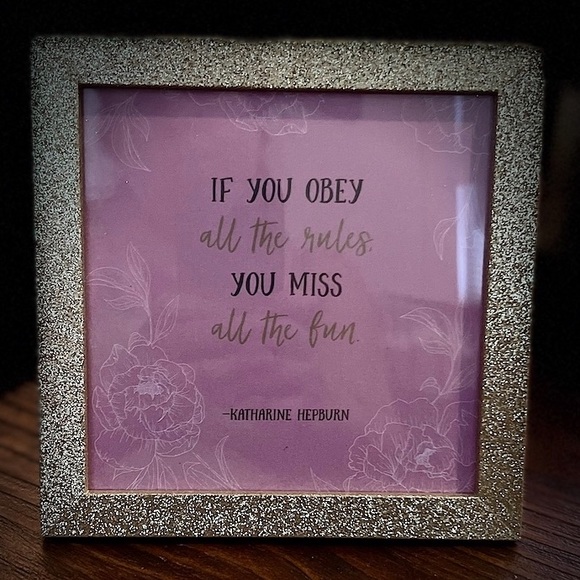 IF YOU OBEY
all the rules,
YOU MISS
all the fun.
–KATHARINE HEPBURN